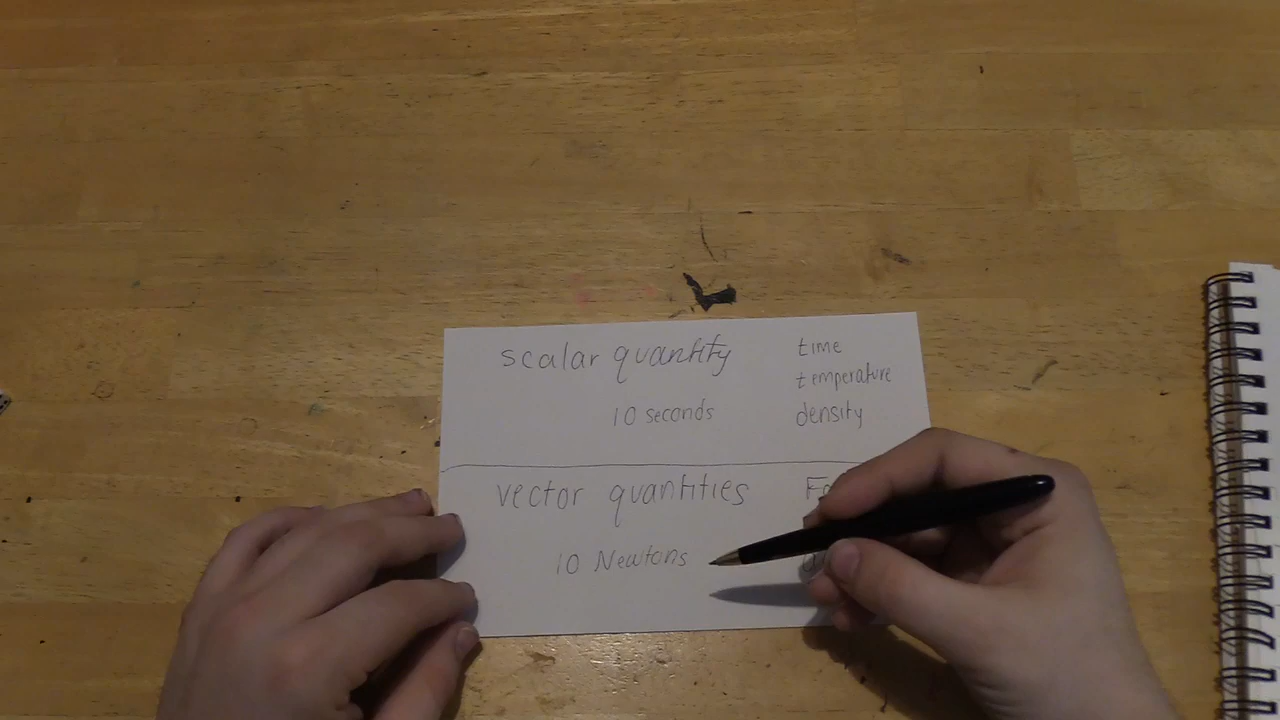 scalar quantity
time
temperature
10 seconds
density
vector quantities
10 Newtons